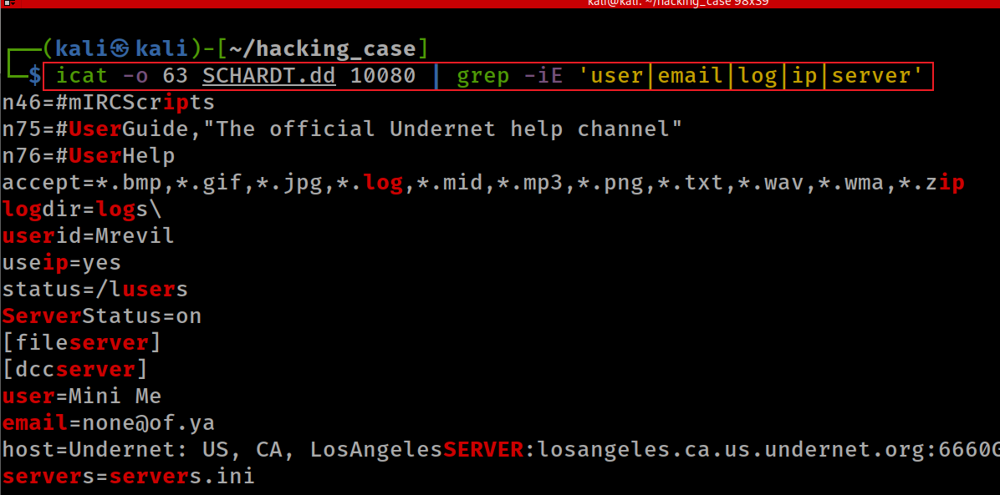 kali@kali: ~/hacking_case 98x39
(kali㉿kali)-[~/hacking_case]
$ icat -o 63 SCHARDT.dd 10080 | grep -iE 'user|email|log|ip|server'
n46=#mIRCScripts
n75=#UserGuide,"The official Undernet help channel"
n76=#UserHelp
accept=*.bmp,*.gif,*.jpg,*.log,*.mid,*.mp3,*.png,*.txt,*.wav,*.wma,*.zip
logdir=logs\
userid=Mrevil
useip=yes
status=/lusers
ServerStatus=on
[fileserver]
[dccserver]
user=Mini Me
email=none@of.ya
host=Undernet: US, CA, LosAngelesSERVER:losangeles.ca.us.undernet.org:6660G
servers=servers.ini